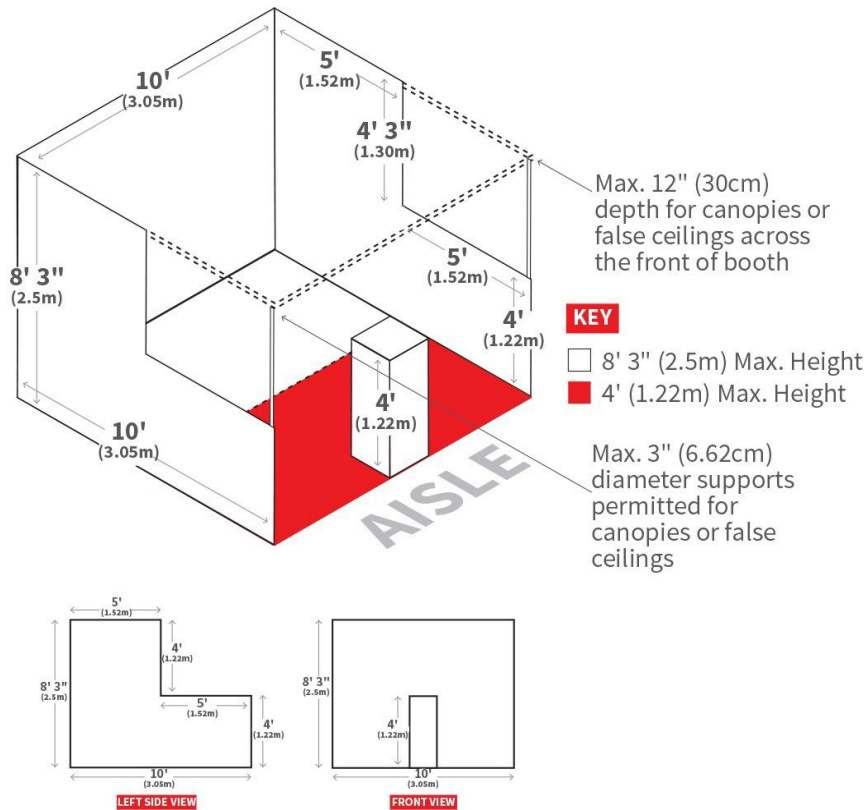 5'
(1.52m)
10'
(3.05m)
4' 3"
(1.30m)
Max. 12" (30cm)
depth for canopies or
false ceilings across
the front of booth
5'
(1.52m)
8' 3"
(2.5m)
4'
(1.22m)
KEY
8' 3" (2.5m) Max. Height
4' (1.22m) Max. Height
4'
(1.22m)
10'
(3.05m)
AISLE
Max. 3" (6.62cm)
diameter supports
permitted for
canopies or false
ceilings
5'
(1.52m)
4'
(1.22m)
8' 3"
(2.5m)
5'
(1.52m)
4'
(1.22m)
10'
(3.05m)
LEFT SIDE VIEW
8' 3"
(2.5m)
4'
(1.22m)
10'
(3.05m)
FRONT VIEW